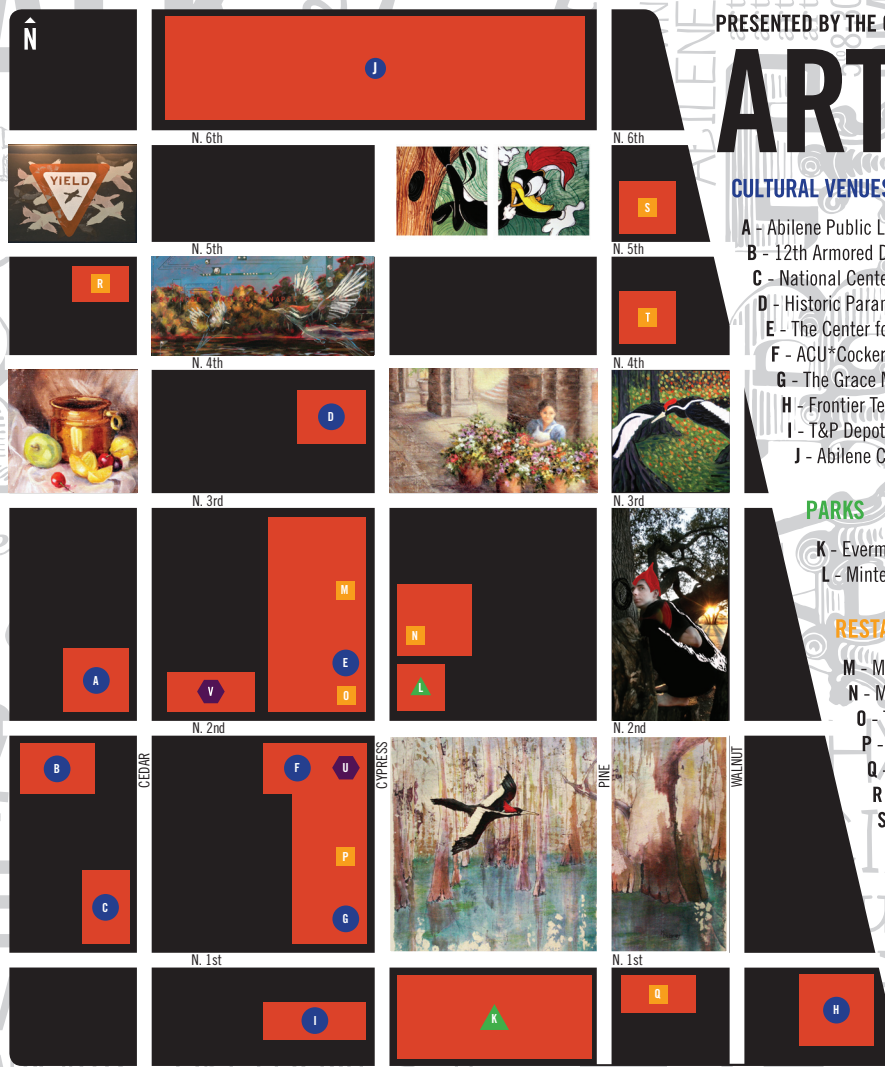 PRESENTED BY THE
ART
N
J
N. 6th
N. 6th
YIELD
S
CULTURAL VENUES
A - Abilene Public L
B - 12th Armored D
C - National Cente
D - Historic Param
E - The Center fo
F - ACU*Cocker
G - The Grace M
H - Frontier Te
I - T&P Depot
J - Abilene C
N. 5th
N. 5th
R
T
N. 4th
N. 4th
D
N. 3rd
N. 3rd
PARKS
K - Everm
L - Minte
M
N
RESTA
E
A
V
O
L
M - M
N - M
O - T
P -
Q -
R
S
N. 2nd
N. 2nd
CEDAR
CYPRESS
PINE
WALNUT
B
F
U
P
C
G
N. 1st
N. 1st
I
K
Q
H
ABILENE